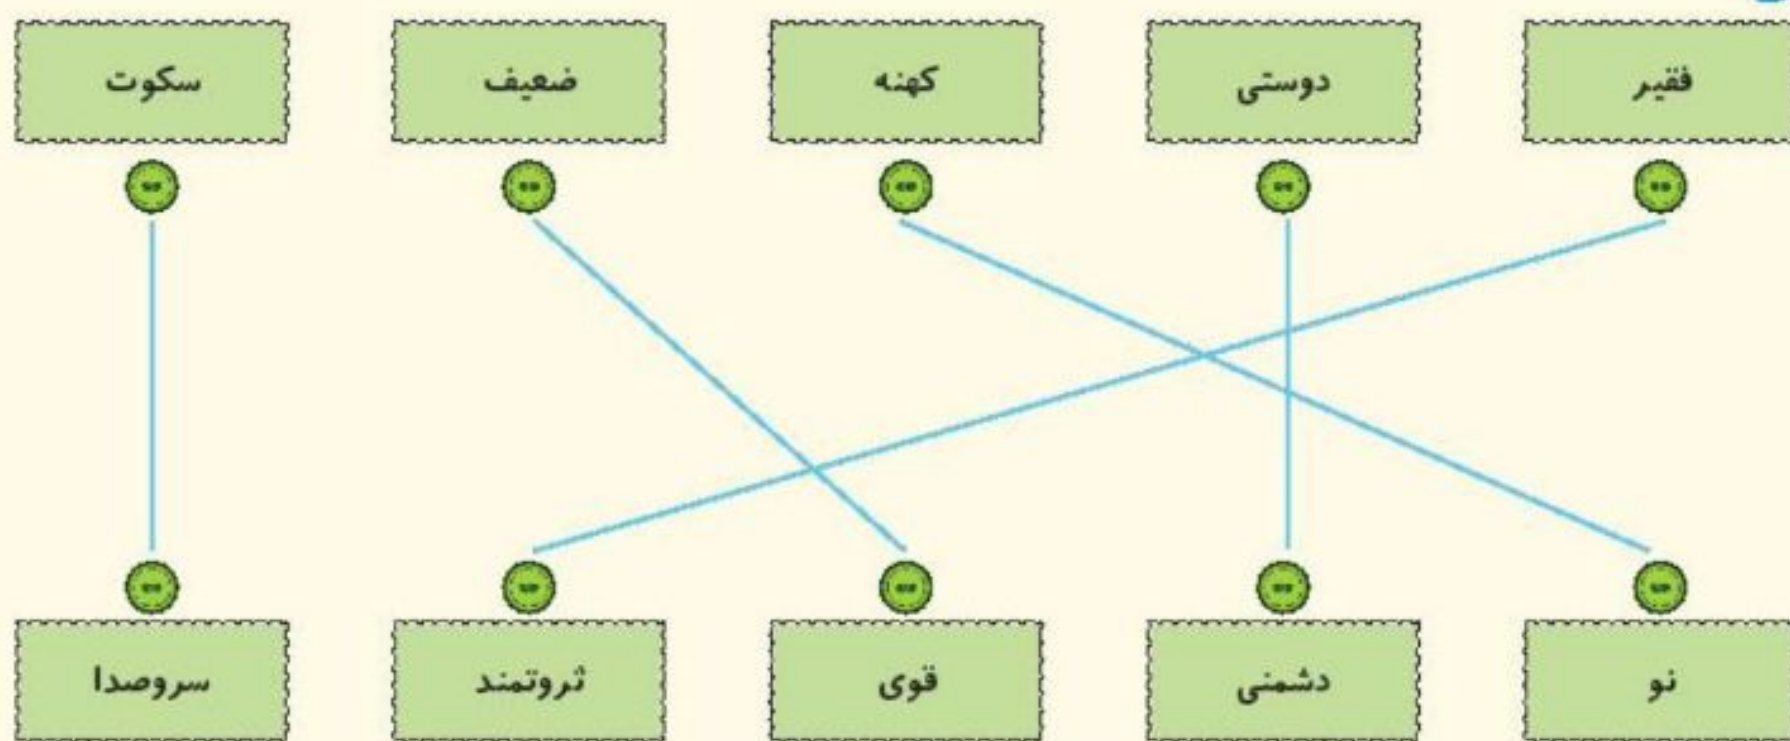 فقیر دوستی کهنه ضعیف سکوت
نو دشمنی قوی ثروتمند سروصدا